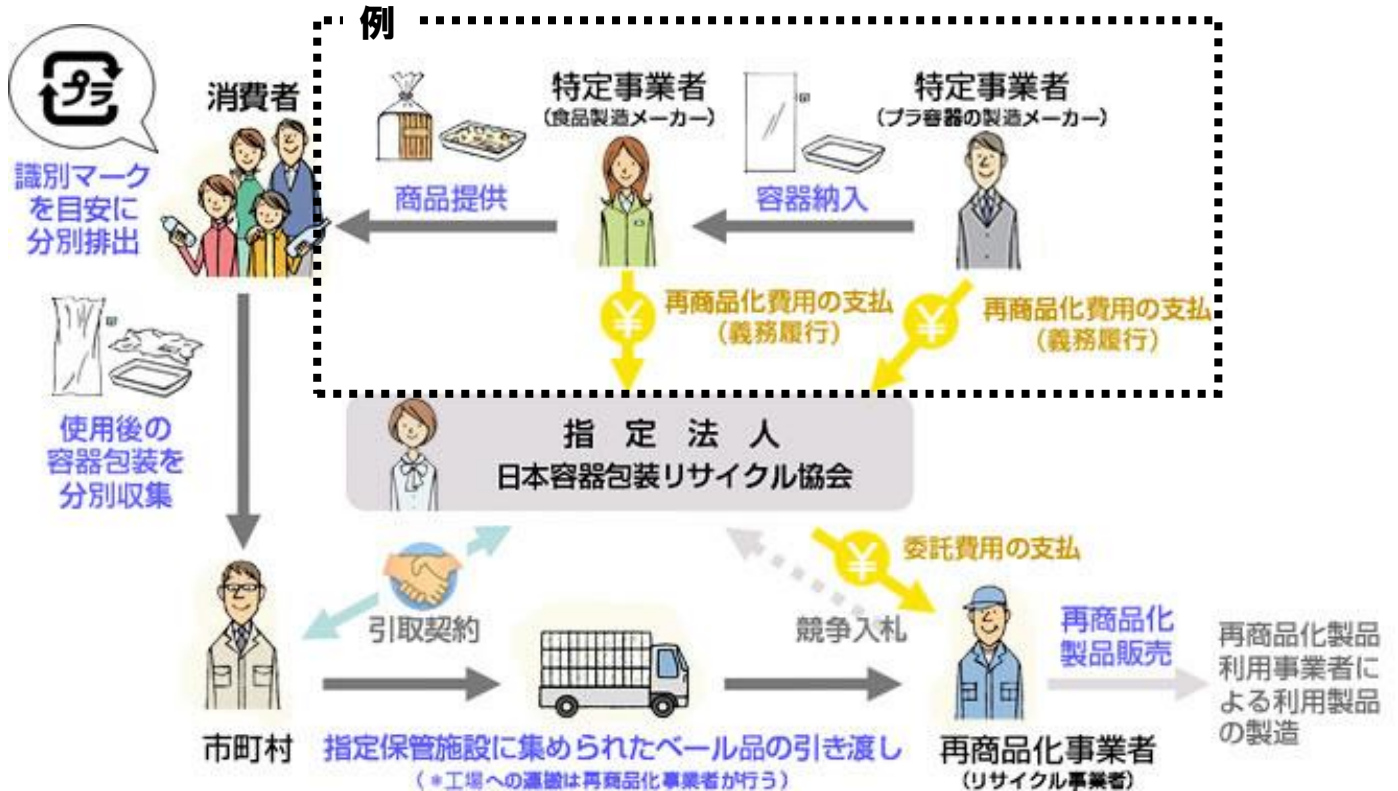 例
プラ
消費者
識別マーク
を目安に
分別排出
商品提供
特定事業者
(食品製造メーカー)
容器納入
特定事業者
(プラ容器の製造メーカー)
¥
再商品化費用の支払
(義務履行)
¥
再商品化費用の支払
(義務履行)
使用後の
容器包装を
分別収集
指定法人
日本容器包装リサイクル協会
引取契約
競争入札
¥
委託費用の支払
市町村
指定保管施設に集められたベール品の引き渡し
(*工場への運搬は再商品化事業者が行う)
再商品化事業者
(リサイクル事業者)
再商品化
製品販売
再商品化製品
利用事業者に
よる利用製品
の製造